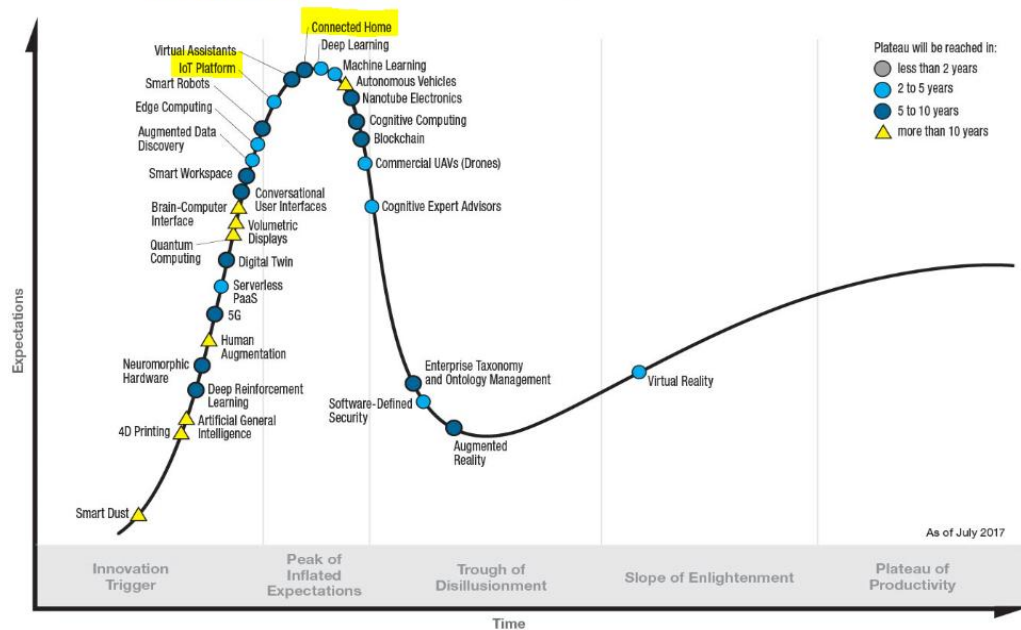 Connected Home
Deep Learning
Virtual Assistants
IoT Platform
Machine Learning
Smart Robots
Autonomous Vehicles
Nanotube Electronics
Edge Computing
Cognitive Computing
Augmented Data
Discovery
Blockchain
Smart Workspace
Commercial UAVs (Drones)
Conversational
User Interfaces
Brain-Computer
Interface
Cognitive Expert Advisors
Volumetric
Displays
Quantum
Computing
Digital Twin
Serverless
PaaS
5G
Human
Augmentation
Neuromorphic
Hardware
Deep Reinforcement
Learning
Artificial General
Intelligence
4D Printing
Smart Dust
Enterprise Taxonomy
and Ontology Management
Software-Defined
Security
Augmented
Reality
Virtual Reality
Plateau will be reached in:
less than 2 years
2 to 5 years
5 to 10 years
more than 10 years
As of July 2017
Expectations
Innovation
Trigger
Peak of
Inflated
Expectations
Trough of
Disillusionment
Slope of Enlightenment
Plateau of
Productivity
Time